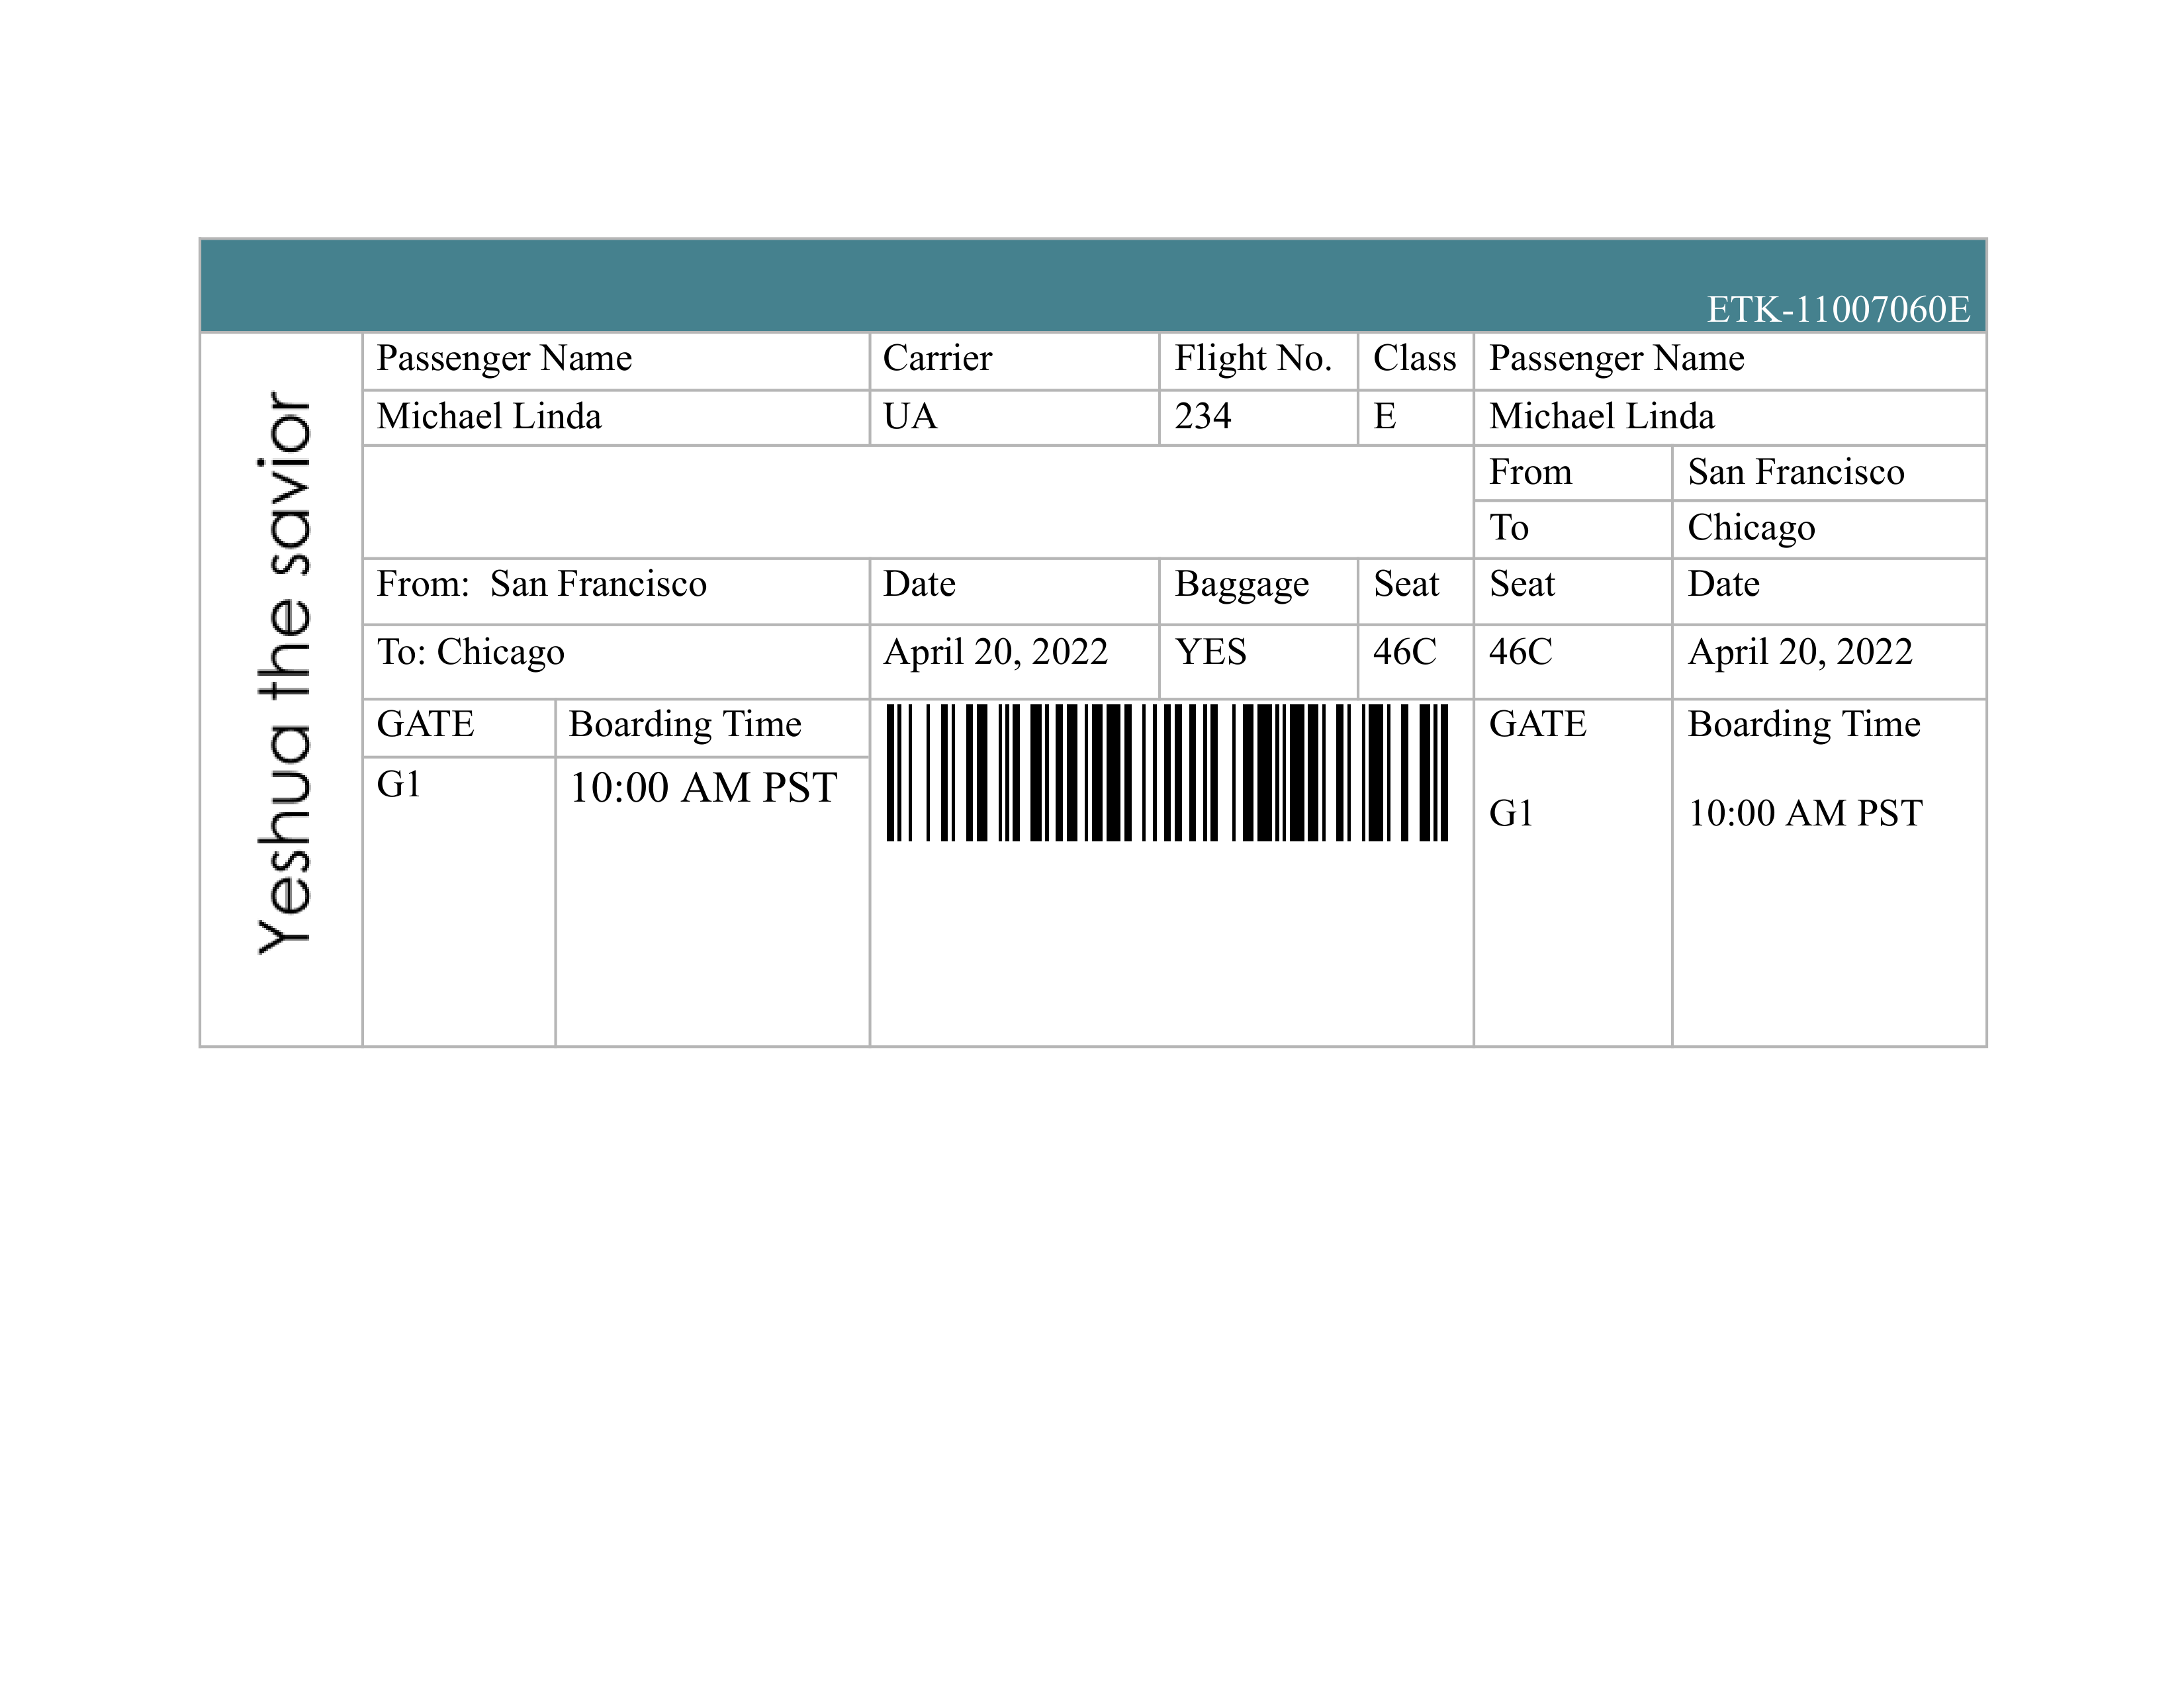 ETK-11007060E
Yeshua the savior
Passenger Name Carrier Flight No. Class Passenger Name
Michael Linda UA 234 E Michael Linda
From San Francisco
To Chicago
From: San Francisco Date Baggage Seat Seat Date
To: Chicago April 20, 2022 YES 46C 46C April 20, 2022
GATE Boarding Time GATE Boarding Time
G1 10:00 AM PST G1 10:00 AM PST